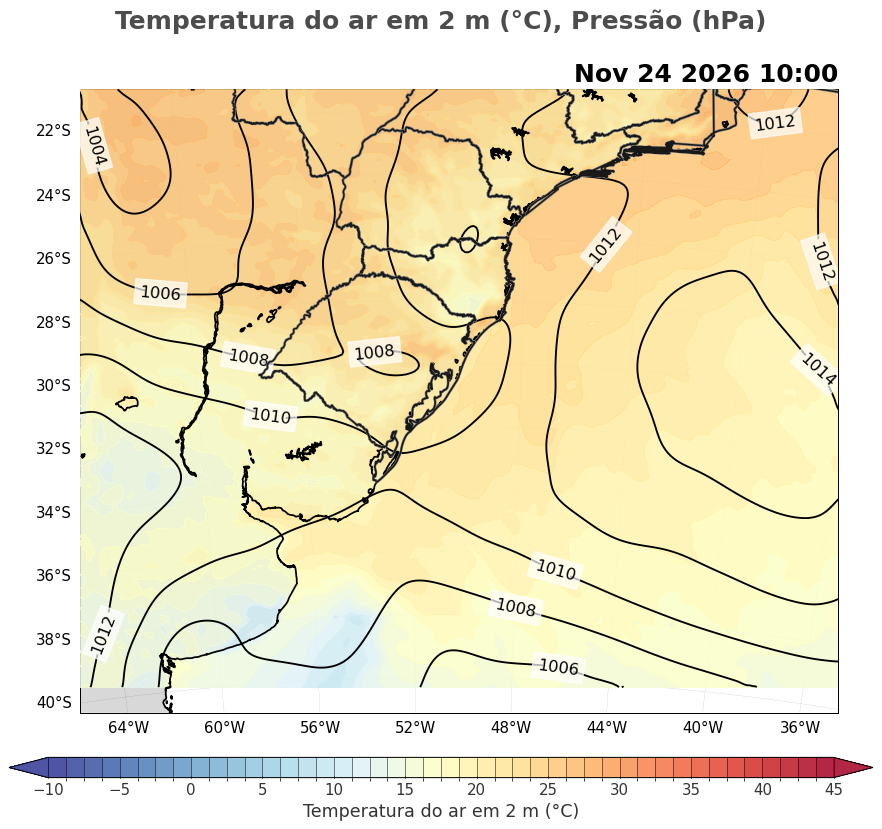 Temperatura do ar em 2 m (°C), Pressão (hPa)
Nov 24 2026 10:00
22°S
24°S
26°S
28°S
30°S
32°S
34°S
36°S
38°S
40°S
1004
1012
1012
1012
1006
1008
1008
1014
1010
1010
1008
1012
1006
64°W 60°W 56°W 52°W 48°W 44°W 40°W 36°W
−10 −5 0 5 10 15 20 25 30 35 40 45
Temperatura do ar em 2 m (°C)